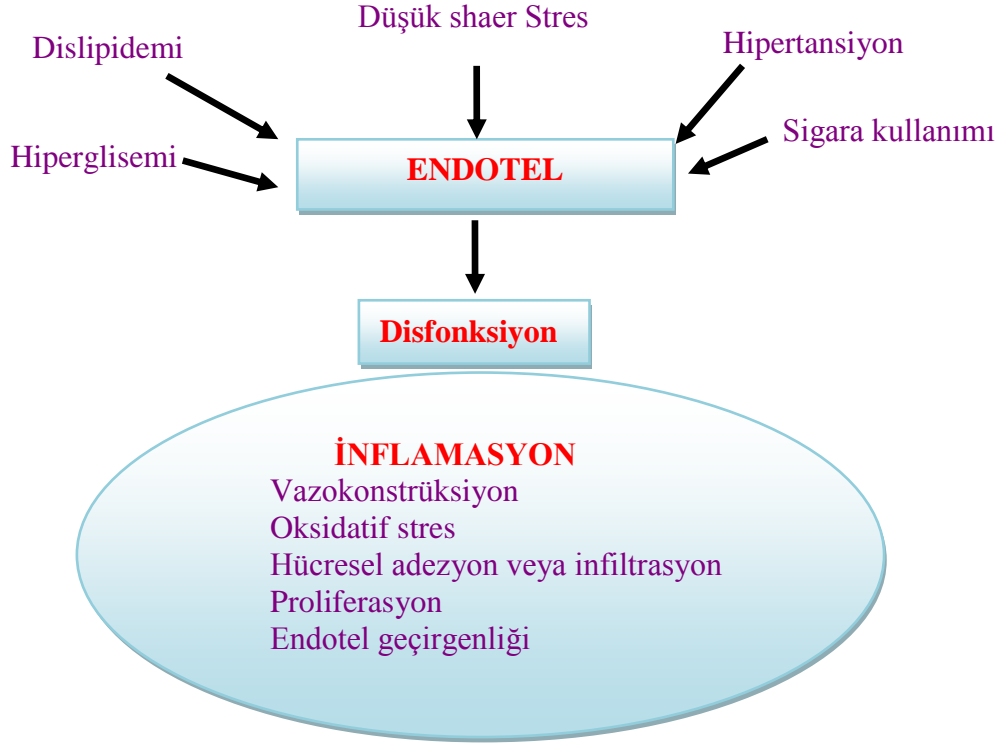 Düşük shaer Stres
Dislipidemi
Hipertansiyon
Sigara kullanımı
Hiperglisemi
ENDOTEL
Disfonksiyon
İNFLAMASYON
Vazokonstrüksiyon
Oksidatif stres
Hücresel adezyon veya infiltrasyon
Proliferasyon
Endotel geçirgenliği